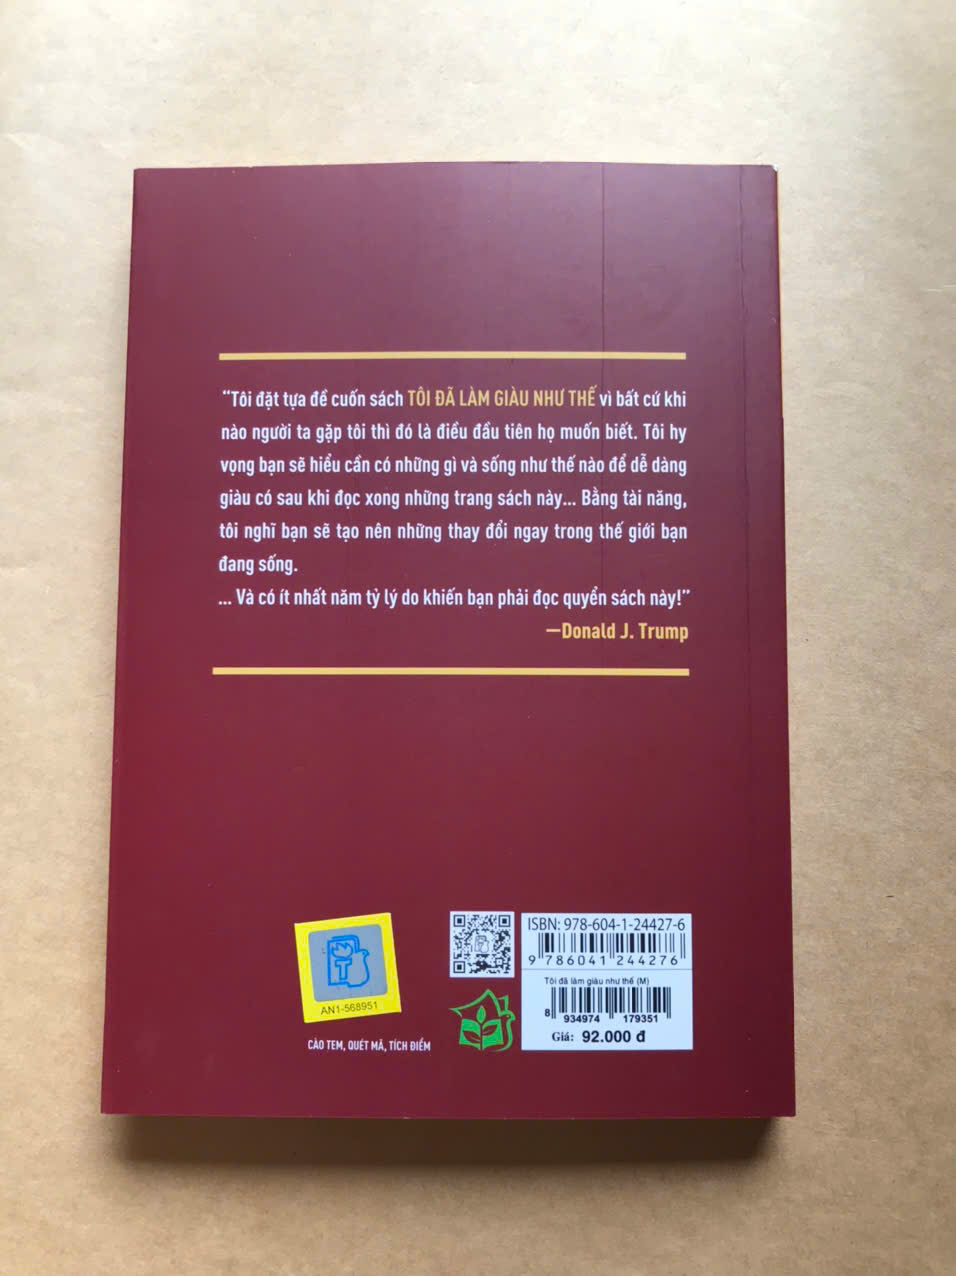 “Tôi đặt tựa đề cuốn sách TÔI ĐÃ LÀM GIÀU NHƯ THẾ vì bất cứ khi
nào người ta gặp tôi thì đó là điều đầu tiên họ muốn biết. Tôi hy
vọng bạn sẽ hiểu cần có những gì và sống như thế nào để dễ dàng
giàu có sau khi đọc xong những trang sách này... Bằng tài năng,
tôi nghĩ bạn sẽ tạo nên những thay đổi ngay trong thế giới bạn
đang sống.
... Và có ít nhất năm tỷ lý do khiến bạn phải đọc quyển sách này!”
—Donald J. Trump
T
AN1-568951
CÀO TEM, QUÉT MÃ, TÍCH ĐIỂM
ISBN: 978-604-1-24427-6
9 786041 244276
Tôi đã làm giàu như thế (M)
8 934974 179351
Giá: 92.000 đ